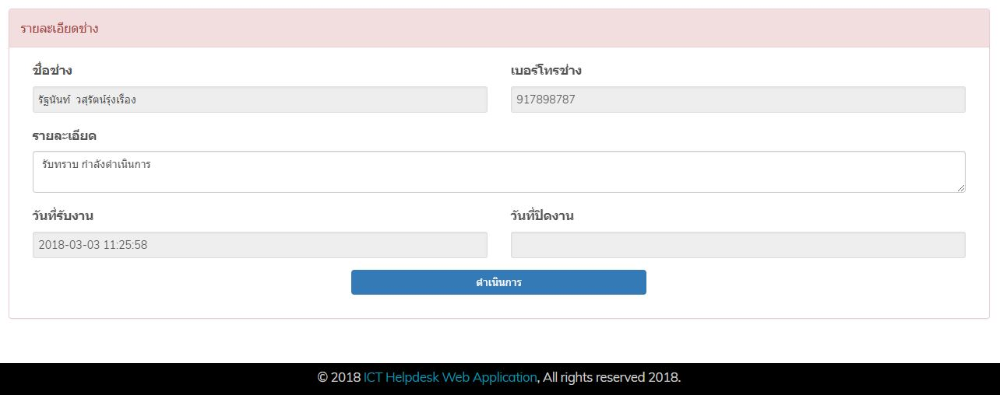 รายละเอียดช่าง
ชื่อช่าง
เบอร์โทรช่าง
รัฐนันท์ วสุรัตน์รุ่งเรือง
917898787
รายละเอียด
รับทราบ กำลังดำเนินการ
วันที่รับงาน
วันที่ปิดงาน
2018-03-03 11:25:58
ดำเนินการ
© 2018 ICT Helpdesk Web Application, All rights reserved 2018.